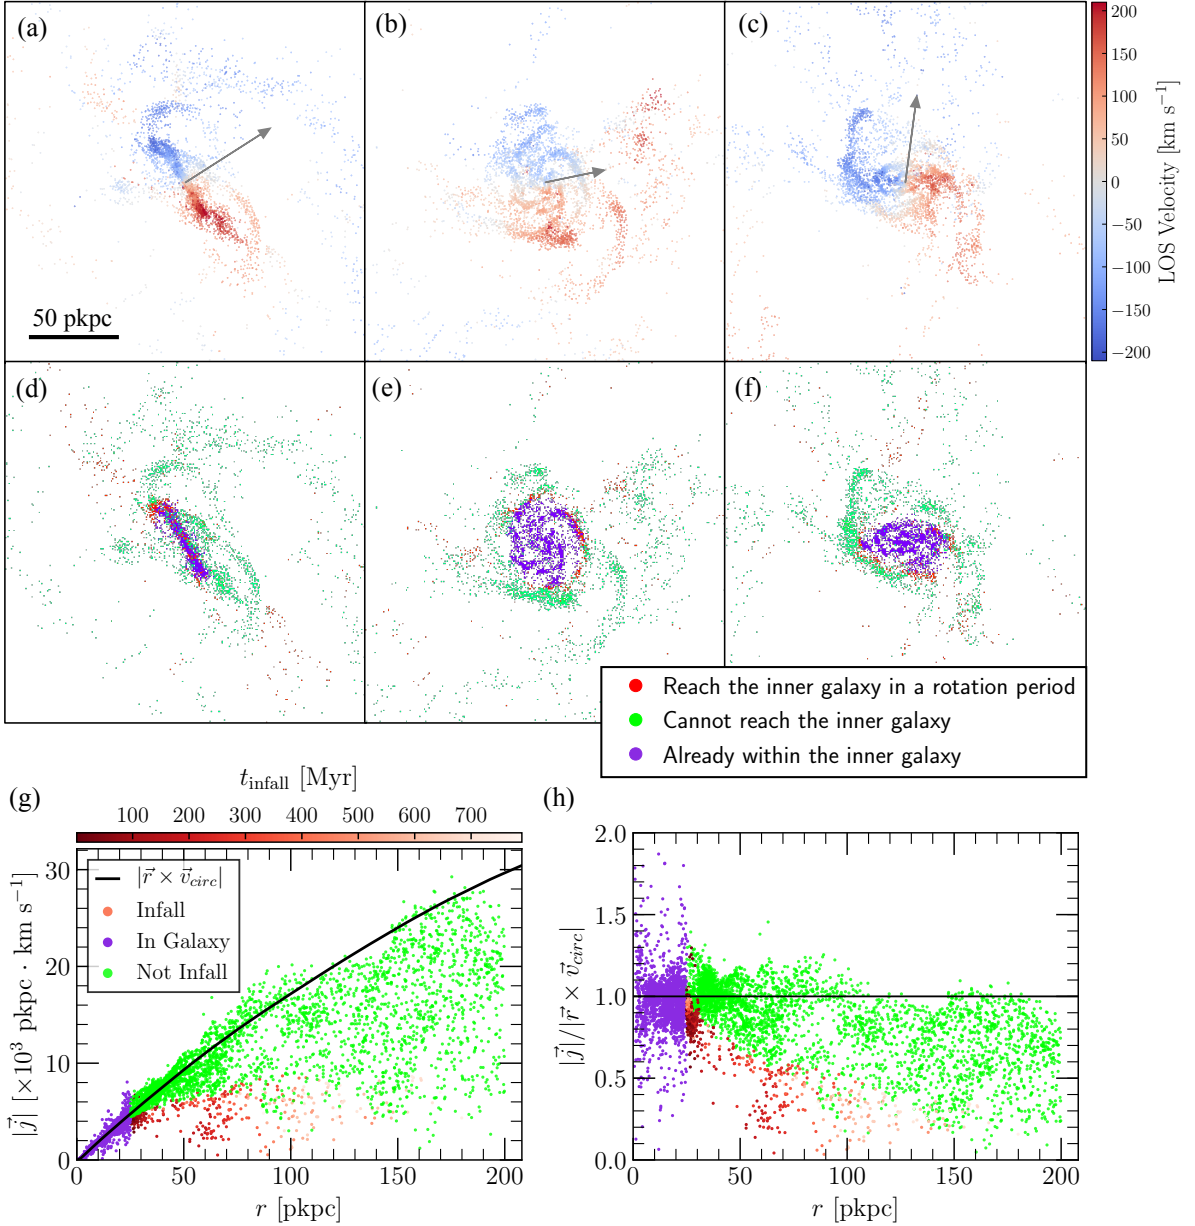 (a)
(b)
(c)
200
150
100
50
0
−50
−100
−150
−200
LOS Velocity [km s⁻¹]
50 pkpc
(d)
(e)
(f)
Reach the inner galaxy in a rotation period
Cannot reach the inner galaxy
Already within the inner galaxy
(g)
t_infall [Myr]
100 200 300 400 500 600 700
|r⃗ × v⃗_circ|
Infall
In Galaxy
Not Infall
30
20
10
0
|j⃗| [×10³ pkpc · km s⁻¹]
0 50 100 150 200
r [pkpc]
(h)
2.0
1.5
1.0
0.5
0.0
|j⃗|/|r⃗ × v⃗_circ|
0 50 100 150 200
r [pkpc]